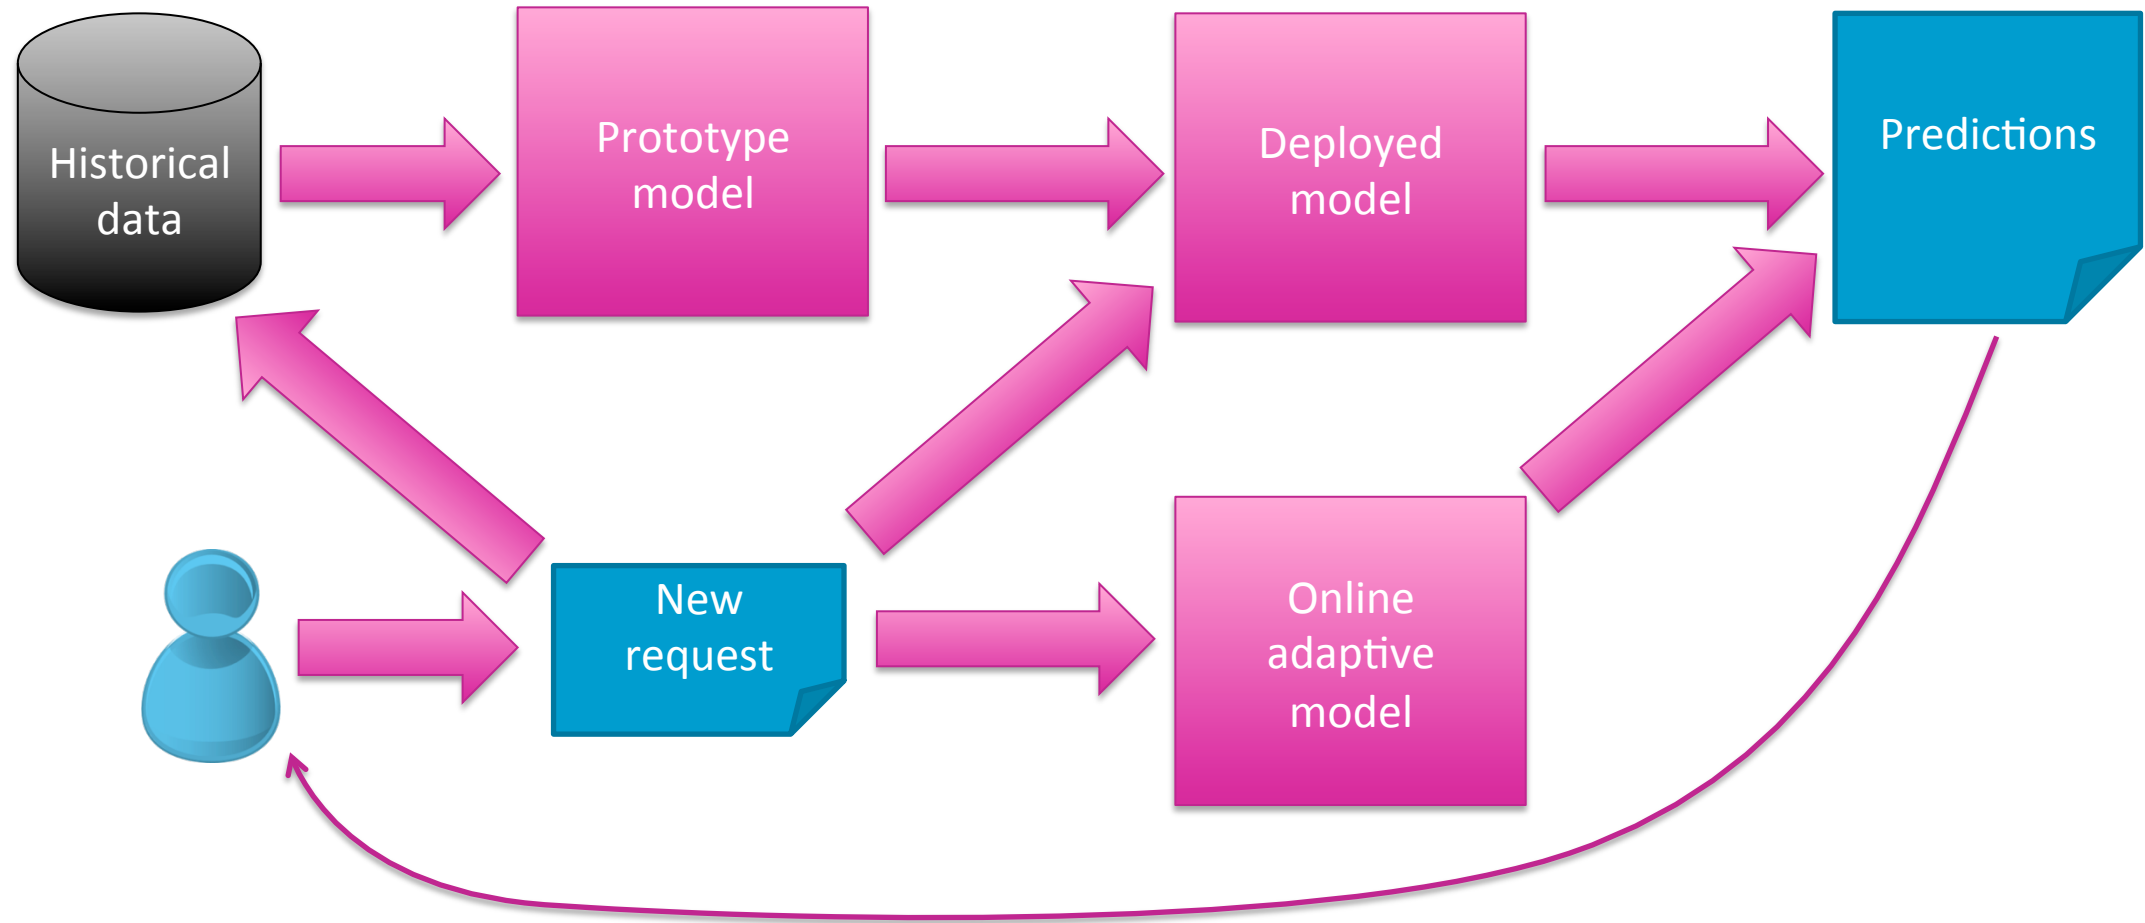 Historical
data
Prototype
model
Deployed
model
Predictions
New
request
Online
adaptive
model